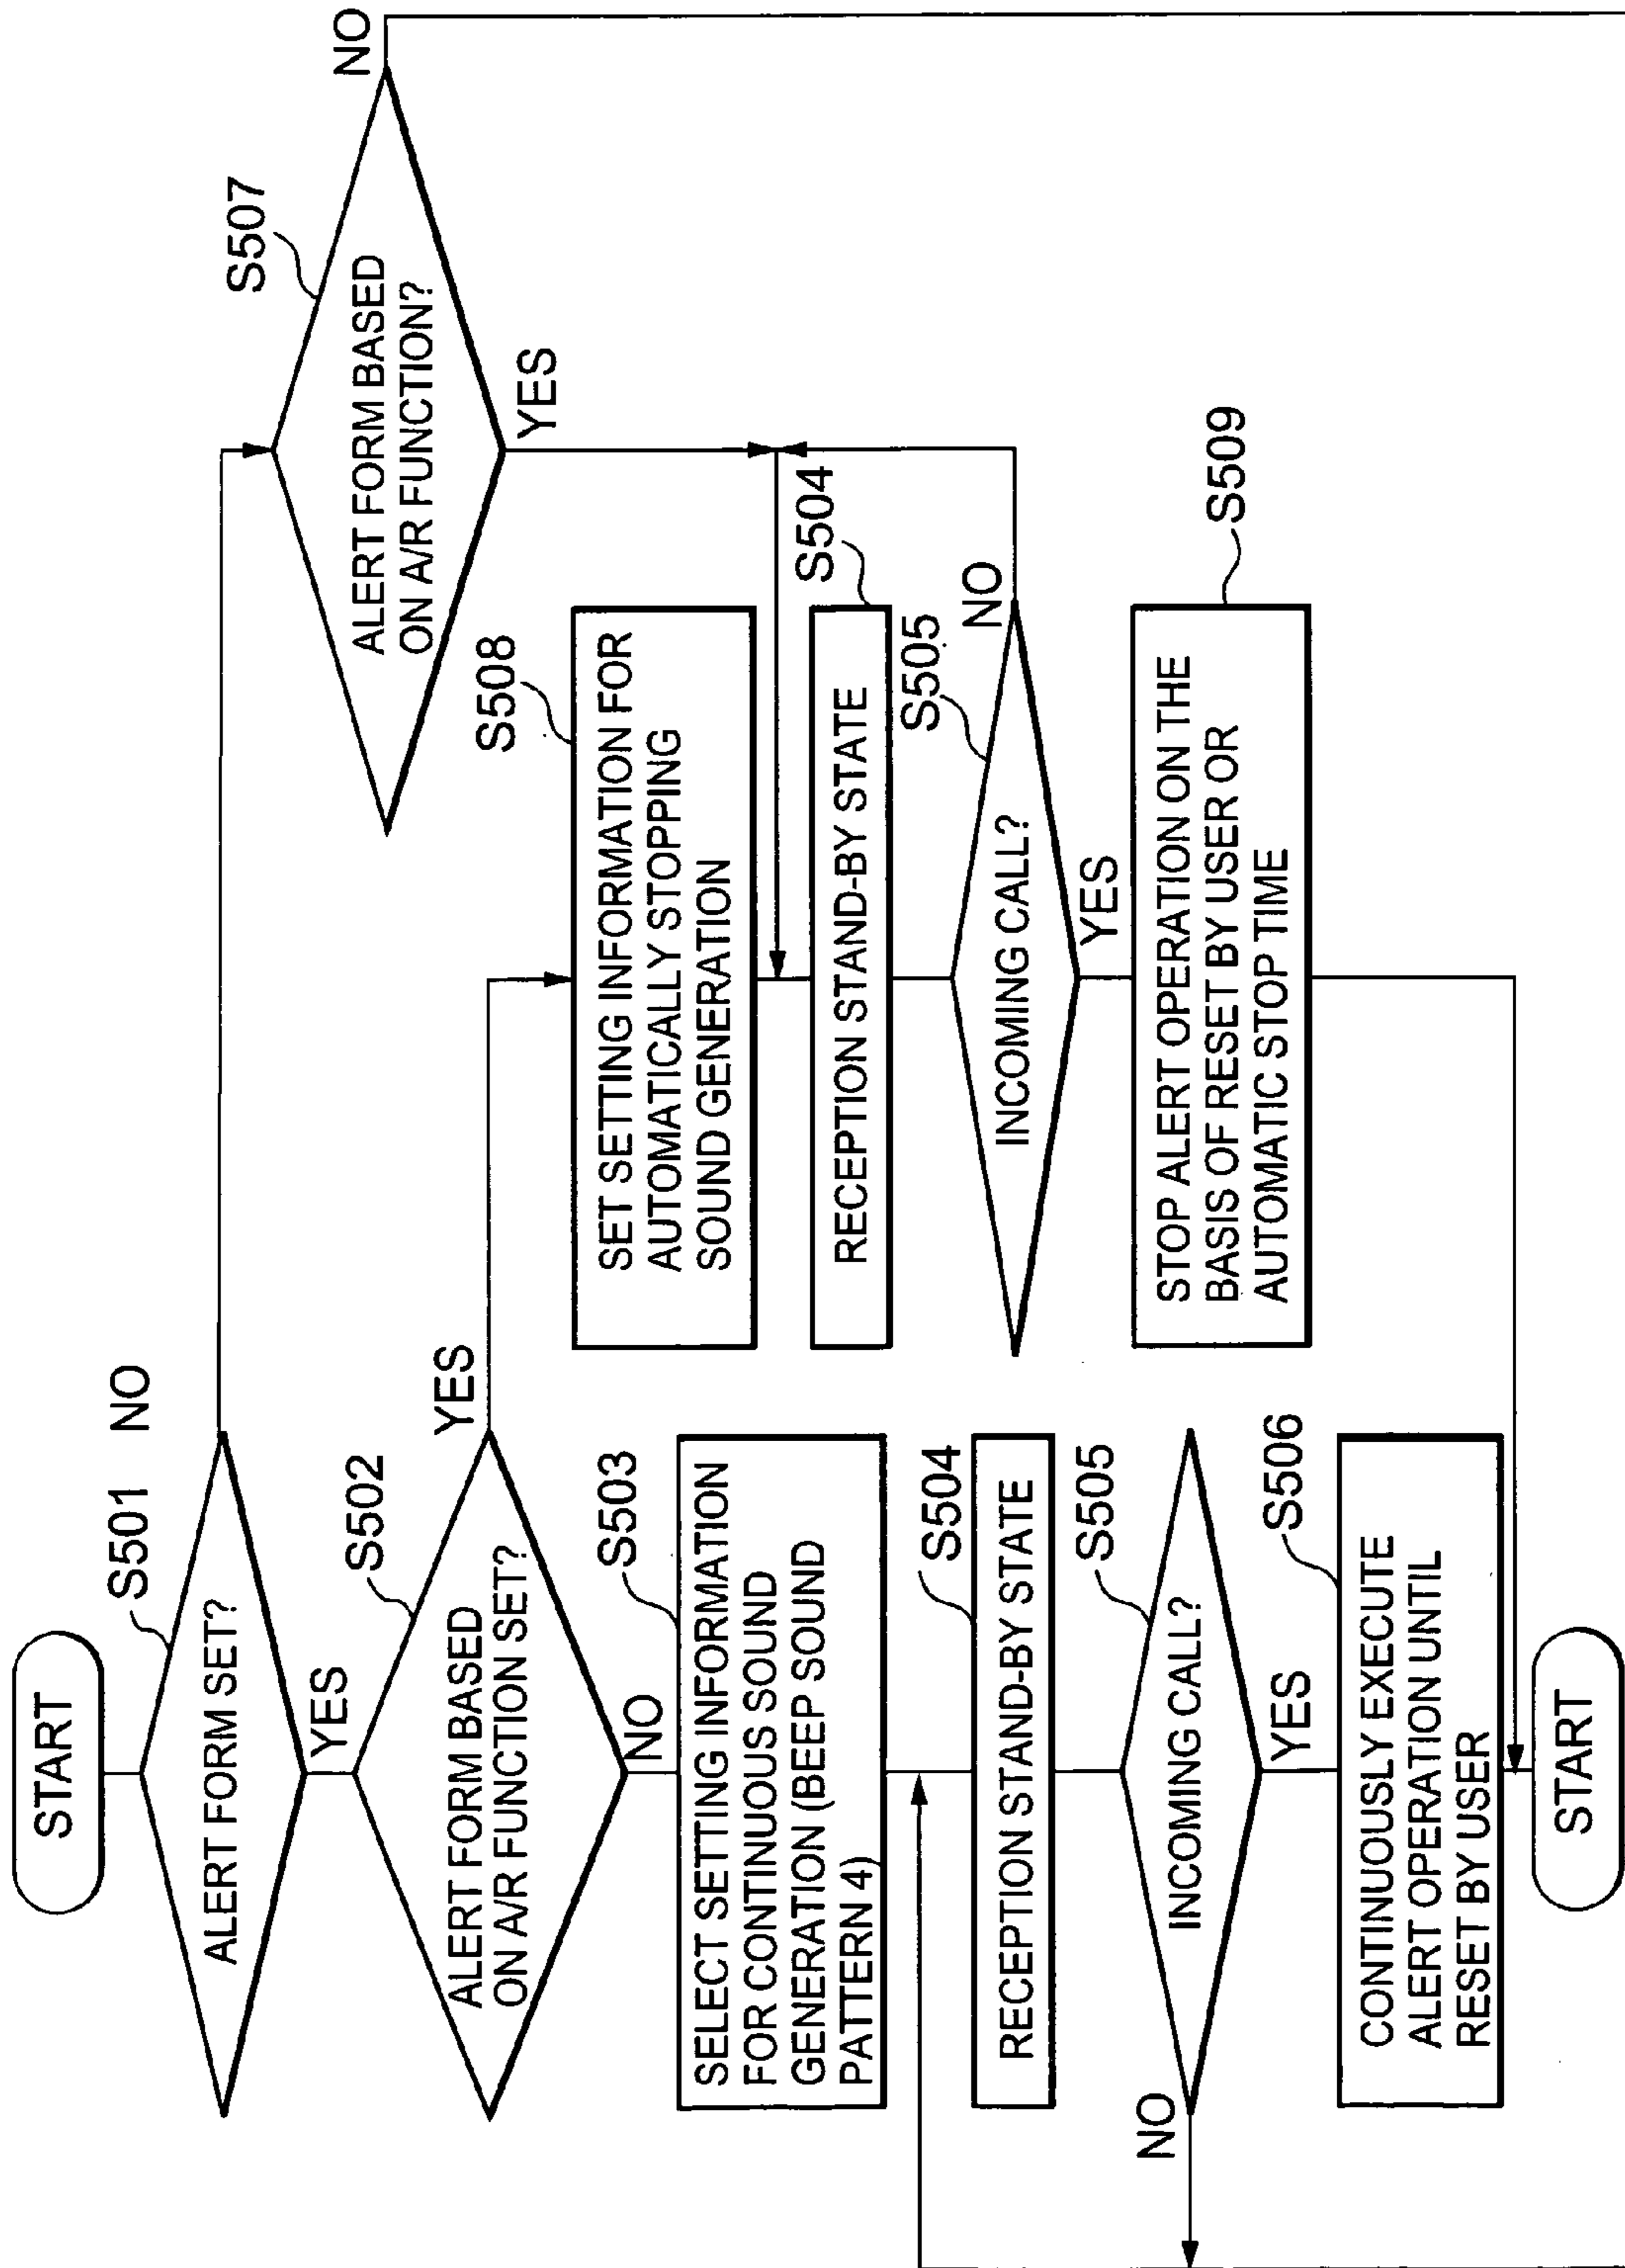 START
S501
NO
ALERT FORM SET?
YES
S502
YES
ALERT FORM BASED
ON A/R FUNCTION SET?
NO
S503
SELECT SETTING INFORMATION
FOR CONTINUOUS SOUND
GENERATION (BEEP SOUND
PATTERN 4)
S504
RECEPTION STAND-BY STATE
S505
INCOMING CALL?
NO
YES
S506
CONTINUOUSLY EXECUTE
ALERT OPERATION UNTIL
RESET BY USER
START
S507
NO
ALERT FORM BASED
ON A/R FUNCTION?
YES
S508
SET SETTING INFORMATION FOR
AUTOMATICALLY STOPPING
SOUND GENERATION
S504
RECEPTION STAND-BY STATE
S505
NO
INCOMING CALL?
YES
S509
STOP ALERT OPERATION ON THE
BASIS OF RESET BY USER OR
AUTOMATIC STOP TIME